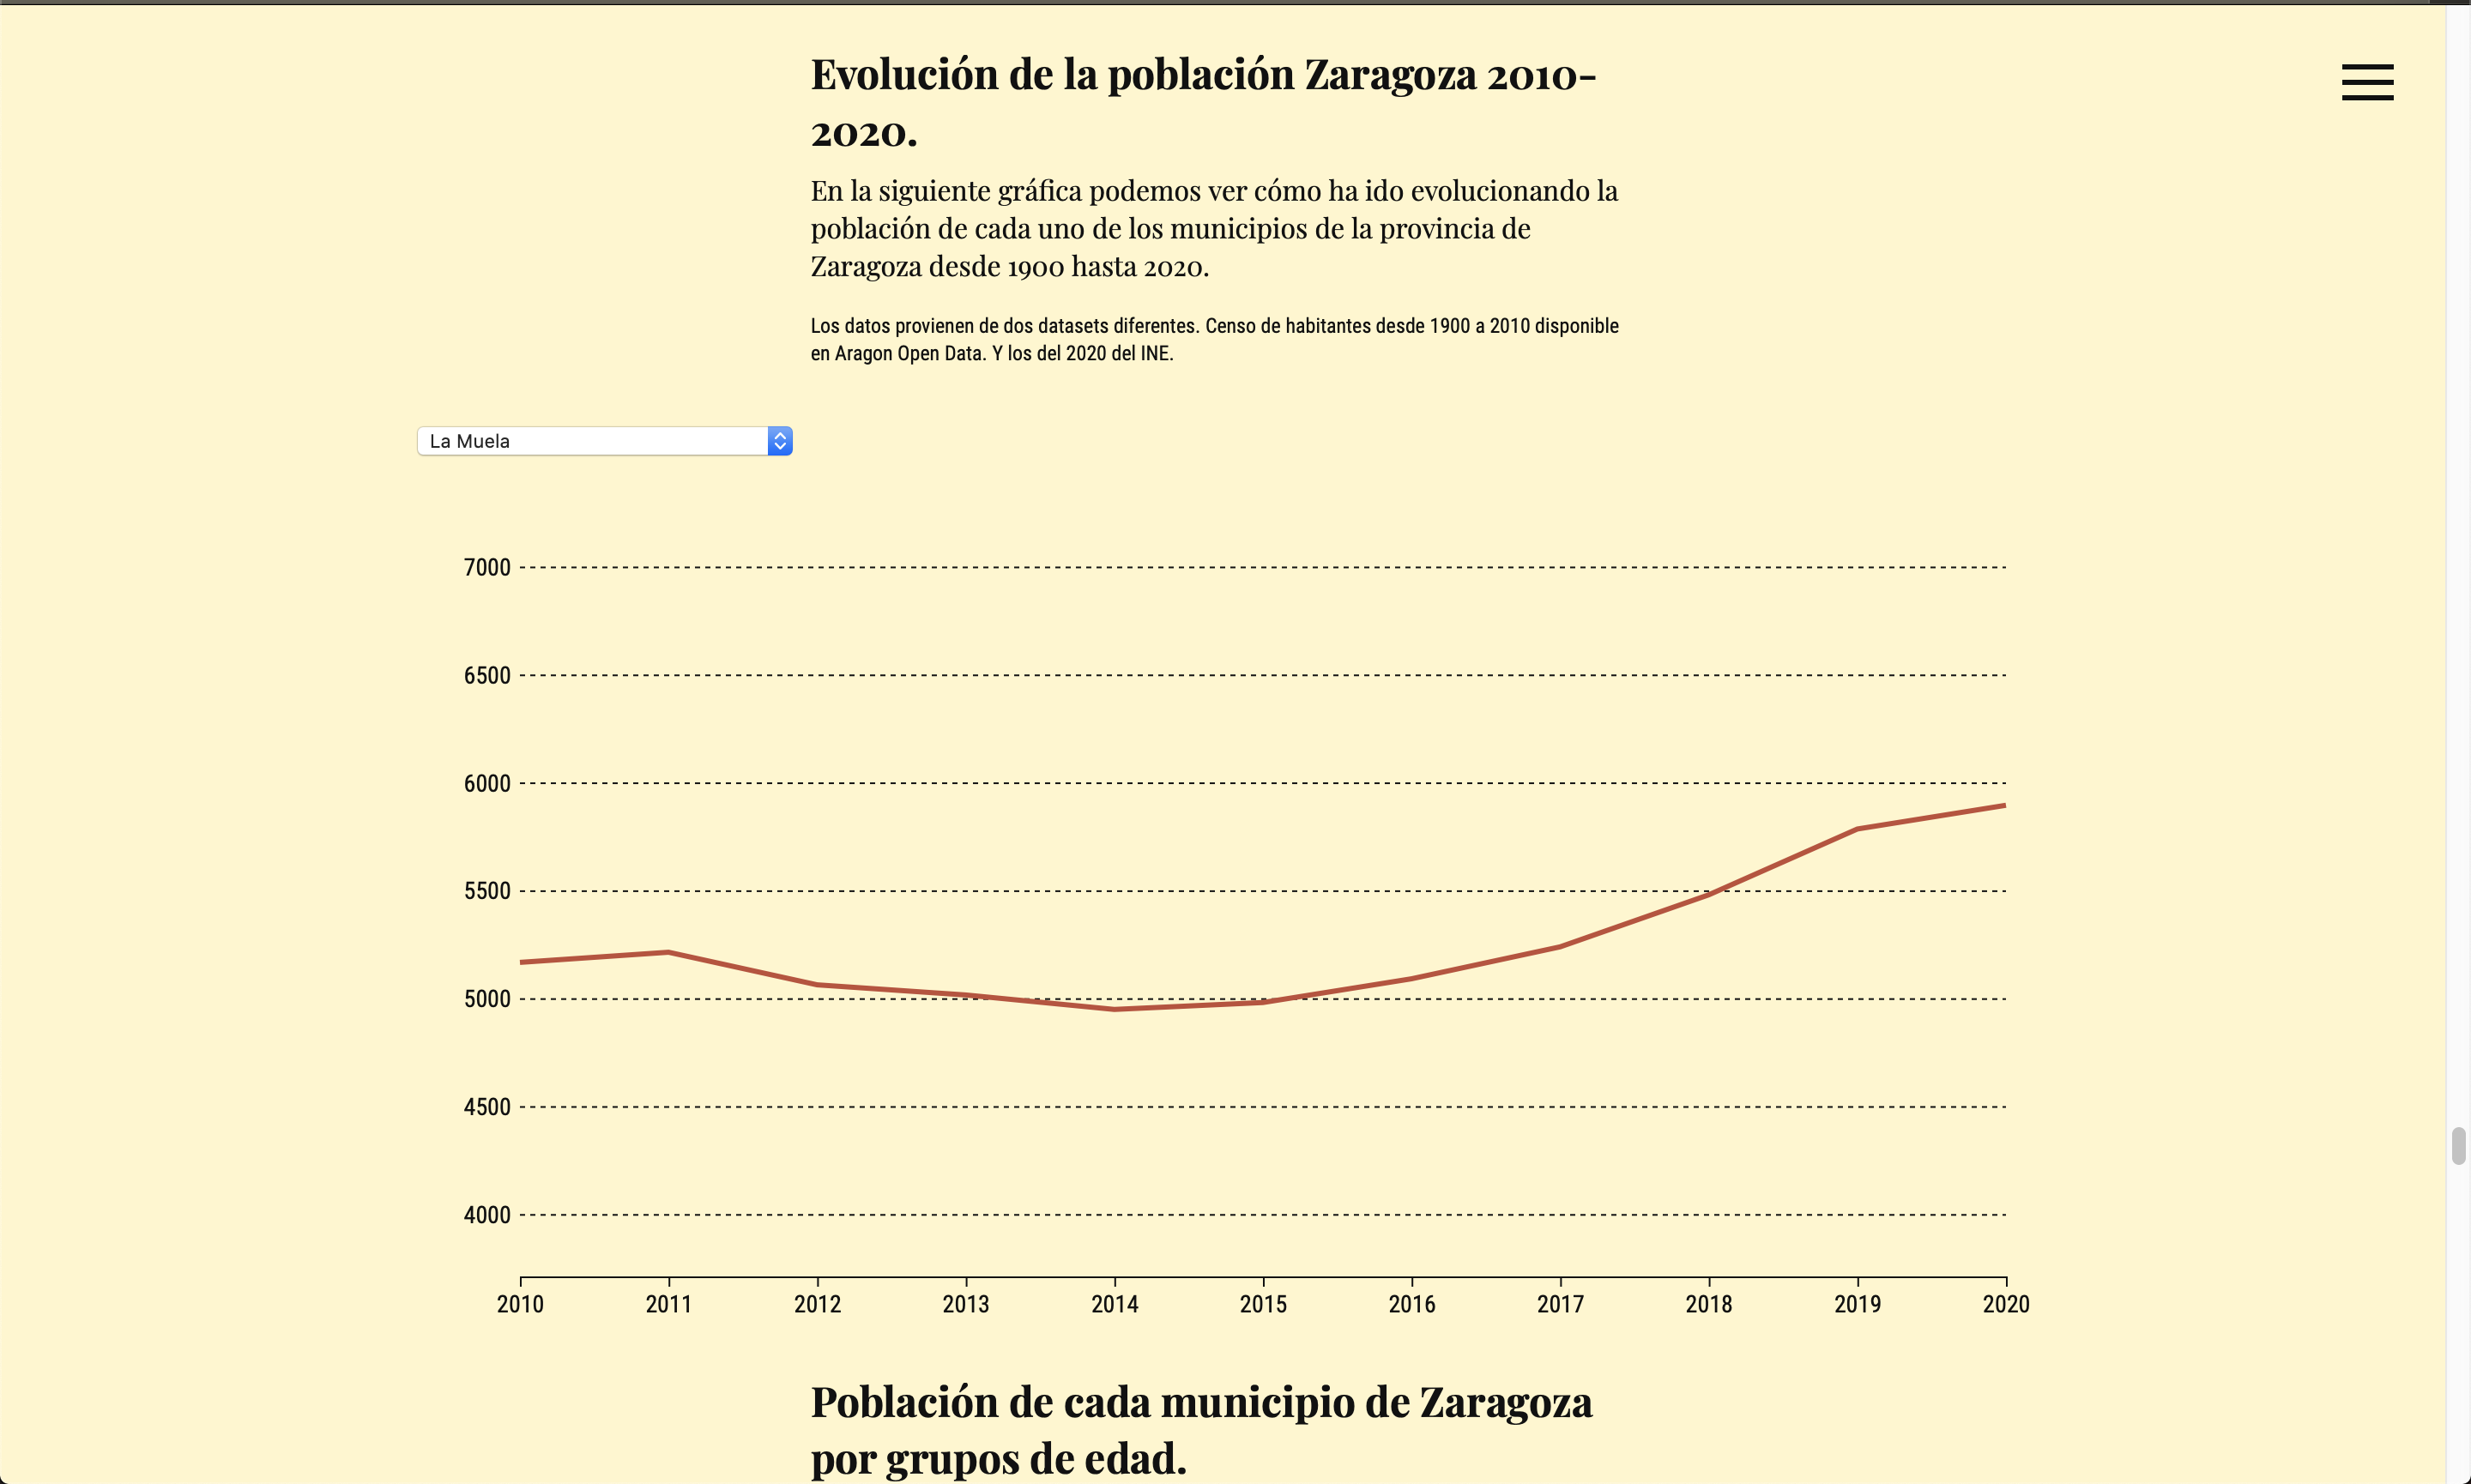 Evolución de la población Zaragoza 2010-
2020.
En la siguiente gráfica podemos ver cómo ha ido evolucionando la
población de cada uno de los municipios de la provincia de
Zaragoza desde 1900 hasta 2020.
Los datos provienen de dos datasets diferentes. Censo de habitantes desde 1900 a 2010 disponible
en Aragon Open Data. Y los del 2020 del INE.
La Muela
7000
6500
6000
5500
5000
4500
4000
2010 2011 2012 2013 2014 2015 2016 2017 2018 2019 2020
Población de cada municipio de Zaragoza
por grupos de edad.